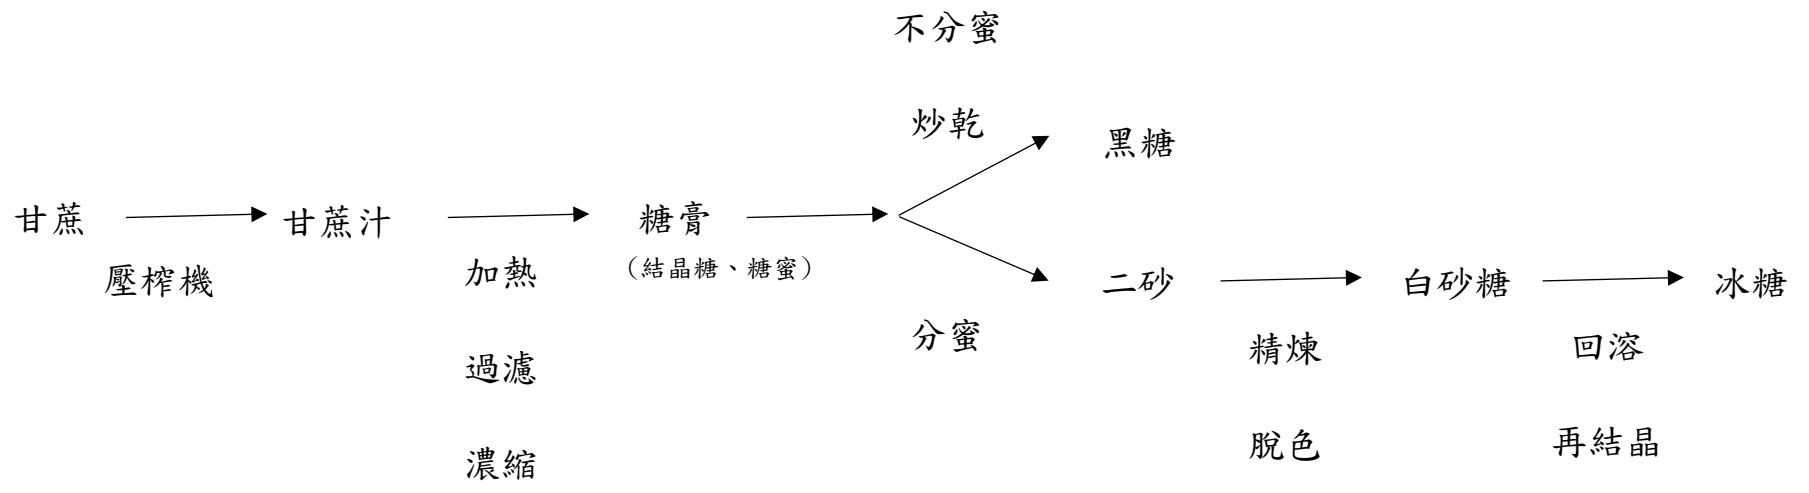 不分蜜
炒乾
黑糖
甘蔗
甘蔗汁
糖膏
壓榨機
加熱
（結晶糖、糖蜜）
二砂
白砂糖
冰糖
分蜜
精煉
回溶
過濾
脫色
再結晶
濃縮